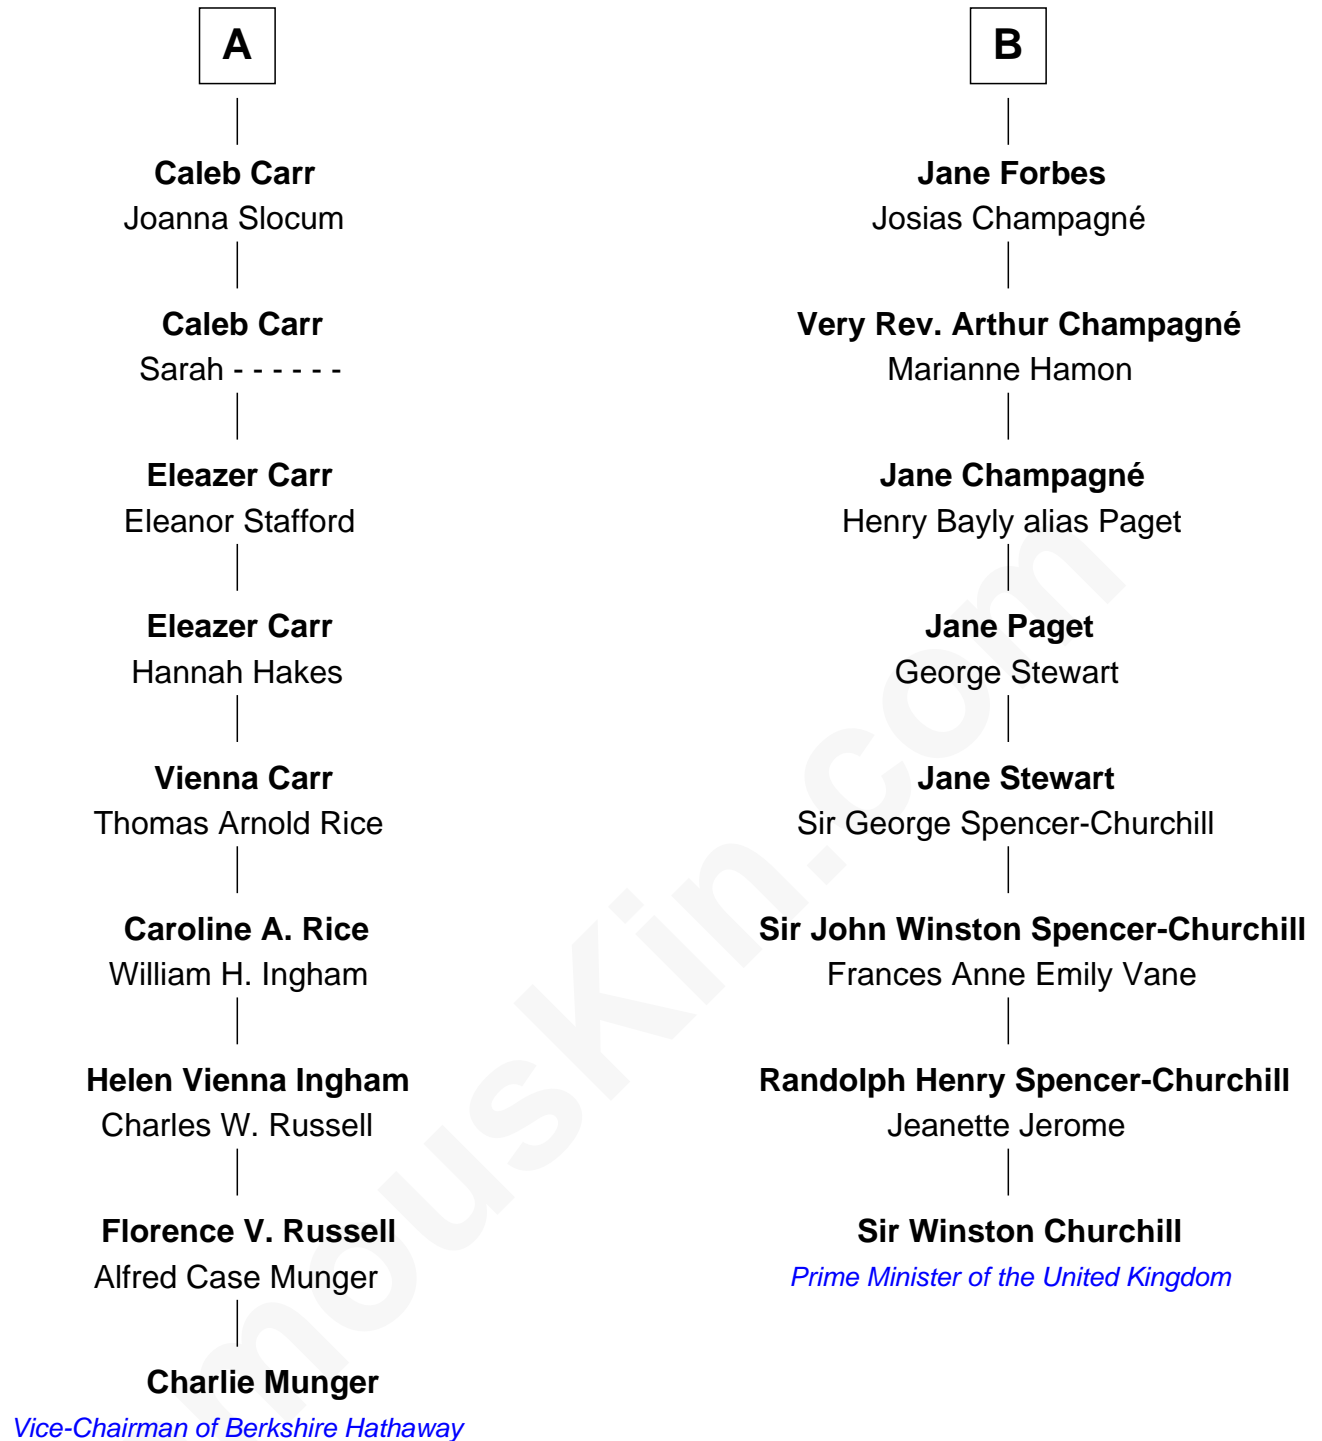 A
Caleb Carr
Joanna Slocum
Caleb Carr
Sarah - - - - - -
Eleazer Carr
Eleanor Stafford
Eleazer Carr
Hannah Hakes
Vienna Carr
Thomas Arnold Rice
Caroline A. Rice
William H. Ingham
Helen Vienna Ingham
Charles W. Russell
Florence V. Russell
Alfred Case Munger
Charlie Munger
Vice-Chairman of Berkshire Hathaway
B
Jane Forbes
Josias Champagné
Very Rev. Arthur Champagné
Marianne Hamon
Jane Champagné
Henry Bayly alias Paget
Jane Paget
George Stewart
Jane Stewart
Sir George Spencer-Churchill
Sir John Winston Spencer-Churchill
Frances Anne Emily Vane
Randolph Henry Spencer-Churchill
Jeanette Jerome
Sir Winston Churchill
Prime Minister of the United Kingdom
mousKin.com